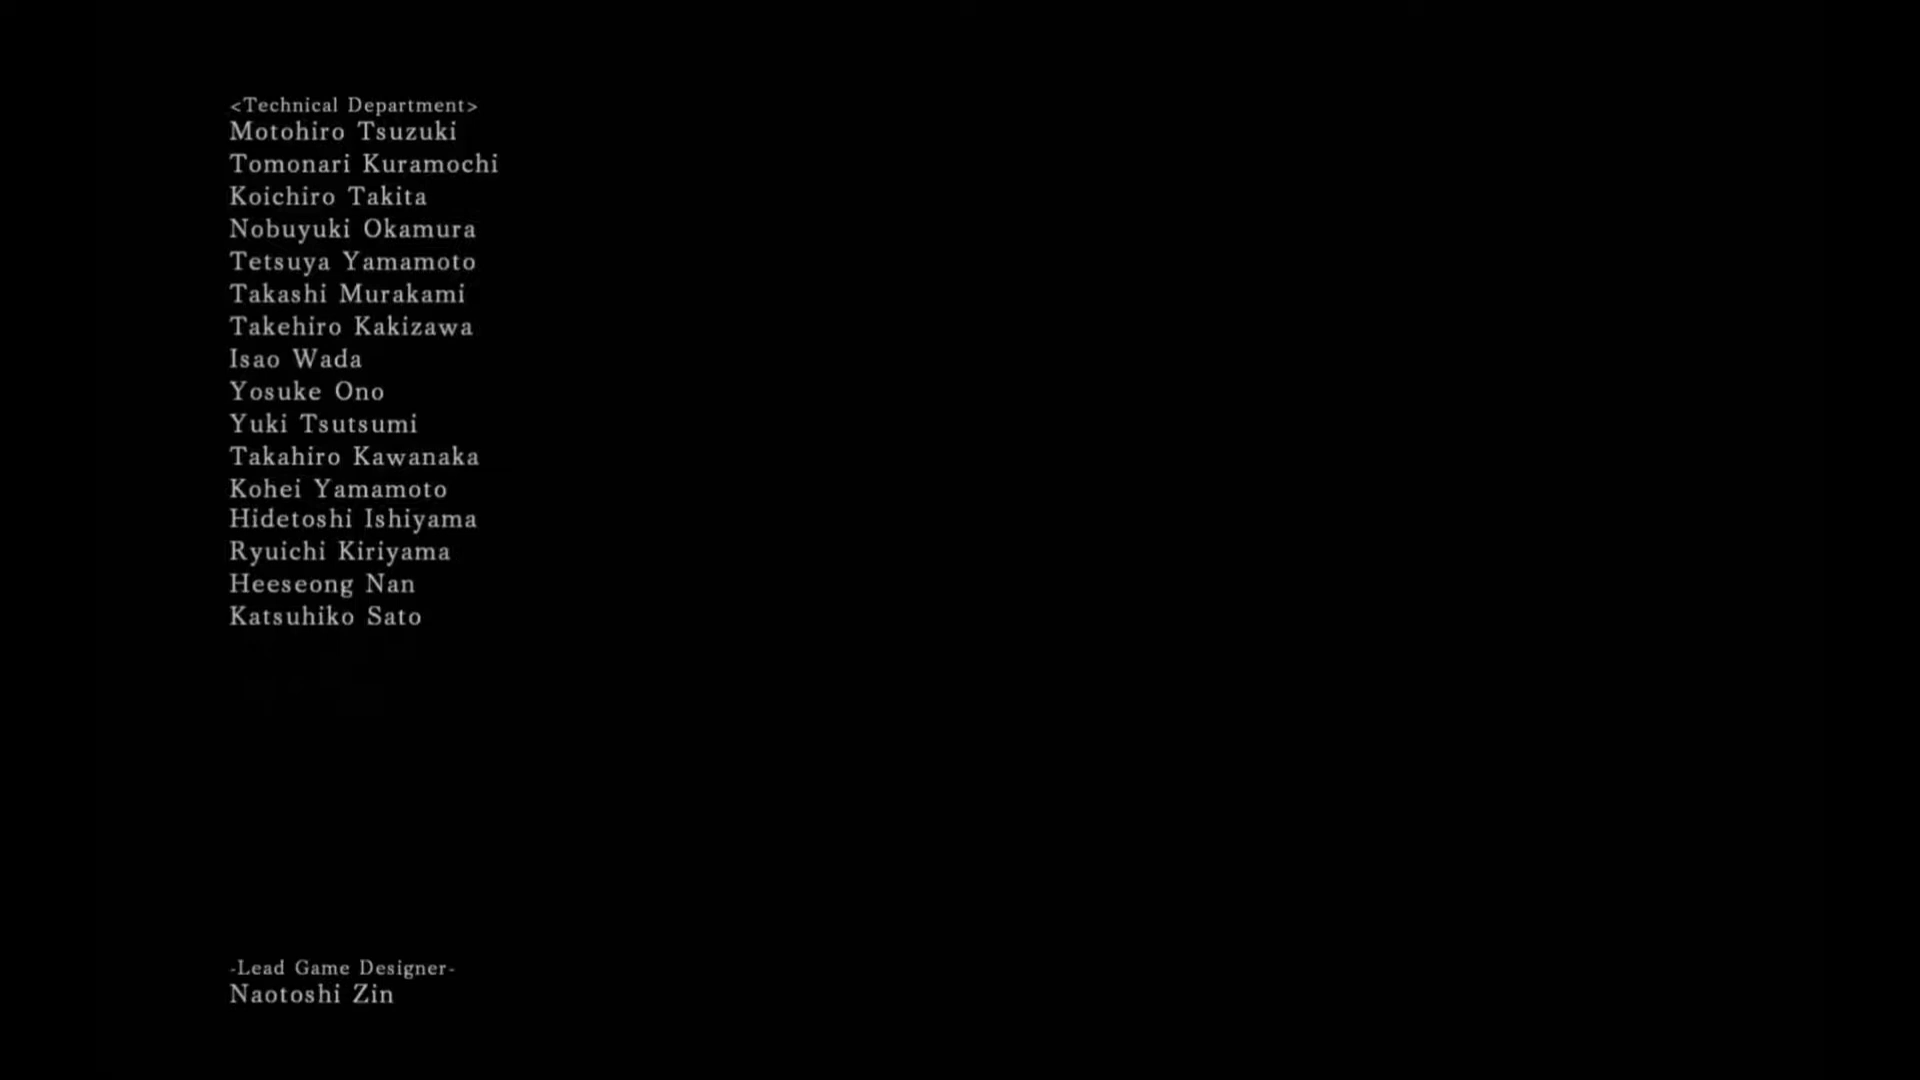 <Technical Department>
Motohiro Tsuzuki
Tomonari Kuramochi
Koichiro Takita
Nobuyuki Okamura
Tetsuya Yamamoto
Takashi Murakami
Takehiro Kakizawa
Isao Wada
Yosuke Ono
Yuki Tsutsumi
Takahiro Kawanaka
Kohei Yamamoto
Hidetoshi Ishiyama
Ryuichi Kiriyama
Heeseong Nan
Katsuhiko Sato
-Lead Game Designer-
Naotoshi Zin